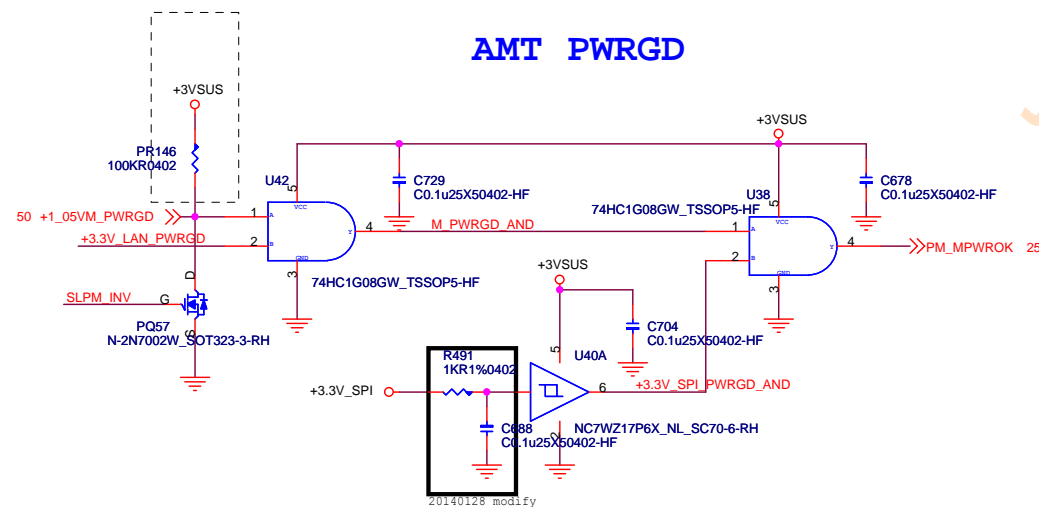 AMT PWRGD
+3VSUS
+3VSUS
PR146
100KR0402
U42
5
VCC
C729
C0.1u25X50402-HF
U38
5
VCC
C678
C0.1u25X50402-HF
74HC1G08GW_TSSOP5-HF
50 +1_05VM_PWRGD
1
A
Y
4
M_PWRGD_AND
1
A
Y
4
PM_MPWROK 25
+3.3V_LAN_PWRGD
2
B
2
B
GND
3
74HC1G08GW_TSSOP5-HF
GND
3
+3VSUS
D
SLPM_INV
G
S
PQ57
N-2N7002W_SOT323-3-RH
C704
C0.1u25X50402-HF
5
U40A
R491
1KR1%0402
+3.3V_SPI
6
+3.3V_SPI_PWRGD_AND
C688
C0.1u25X50402-HF
2
NC7WZ17P6X_NL_SC70-6-RH
20140128 modify